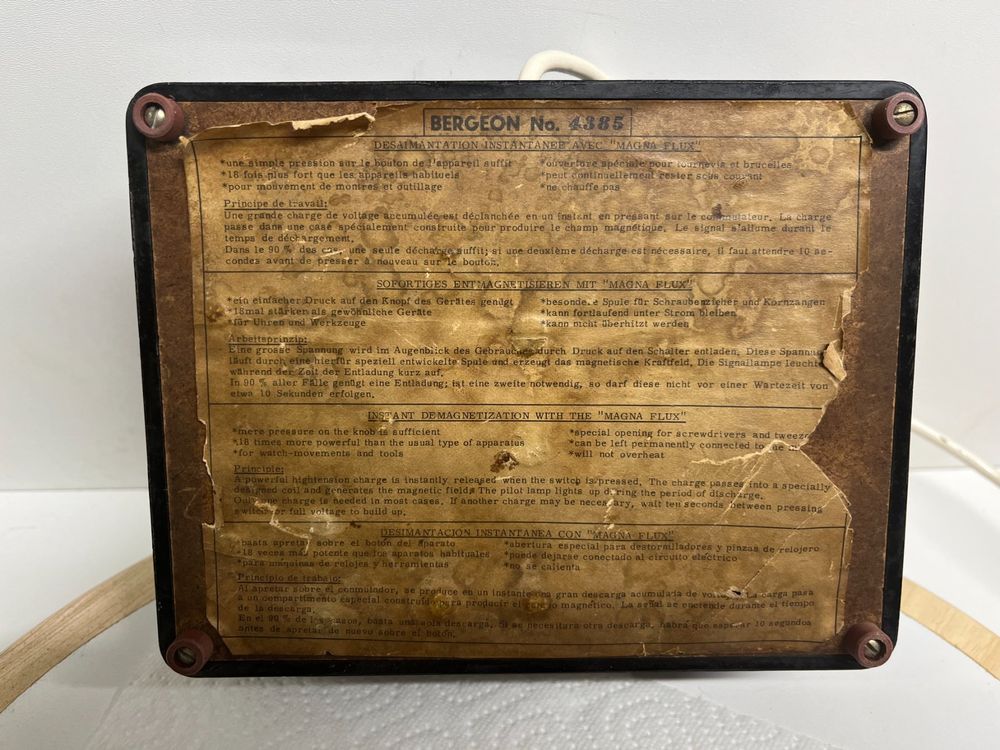 BERGEON No. 4385
DESAIMANTATION INSTANTANEE AVEC "MAGNA FLUX"
*une simple pression sur le bouton de l'appareil suffit
*18 fois plus fort que les appareils habituels
*pour mouvement de montres et outillage
*ouverture spéciale pour tournevis et brucelles
*peut continuellement rester sous courant
*ne chauffe pas
Principe de travail:
Une grande charge de voltage accumulée est déclanchée en un instant en pressant sur le commutateur. La charge
passe dans une case spécialement construite pour produire le champ magnétique. Le signal s'allume durant le
temps de déchargement.
Dans le 90 % des cas, une seule décharge suffit; si une deuxième décharge est nécessaire, il faut attendre 10 se
condes avant de presser à nouveau sur le bouton.
SOFORTIGES ENTMAGNETISIEREN MIT "MAGNA FLUX"
*ein einfacher Druck auf den Knopf des Gerätes genügt
*18mal stärken als gewöhnliche Geräte
*für Uhren und Werkzeuge
*besondere Spule für Schraubenzieher und Kornzangen
*kann fortlaufend unter Strom bleiben
*kann nicht überhitzt werden
Arbeitsprinzip:
Eine grosse Spannung wird im Augenblick des Gebrauches durch Druck auf den Schalter entladen. Diese Spannu
läuft durch eine hierfür speziell entwickelte Spule und erzeugt das magnetische Kraftfeld. Die Signallampe leucht
während der Zeit der Entladung kurz auf.
In 90 % aller Fälle genügt eine Entladung; ist eine zweite notwendig, so darf diese nicht vor einer Wartezeit von
etwa 10 Sekunden erfolgen.
INSTANT DEMAGNETIZATION WITH THE "MAGNA FLUX"
*mere pressure on the knob is sufficient
*18 times more powerful than the usual type of apparatus
*for watch-movements and tools
*special opening for screwdrivers and tweez
*can be left permanently connected to the
*will not overheat
Principle:
A powerful hightension charge is instantly released when the switch is pressed. The charge passes into a specially
designed coil and generates the magnetic field. The pilot lamp lights up during the period of discharge.
Only one charge is needed in most cases. If another charge may be necessary, wait ten seconds between pressing
switch for full voltage to build up.
DESIMANTACION INSTANTANEA CON "MAGNA FLUX"
*basta apretar sobre el botón del aparato
*18 veces más potente que los aparatos habituales
*para máquinas de relojes y herramientas
*abertura especial para destornilladores y pinzas de relojero
*puede dejarse conectado al circuito eléctrico
*no se calienta
Principio de trabajo:
Al apretar sobre el conmulador, se produce en un instante una gran descarga acumulada de voltaje. La carga pasa
a un compartimento especial construido para producir el campo magnético. La señal se enciende durante el tiempo
de la descarga.
En el 90 % de los casos, basta una sola descarga. Si se necesitura otra descarga, habrá que esperar 10 segundos
antes de apretar de nuevo sobre el botón.